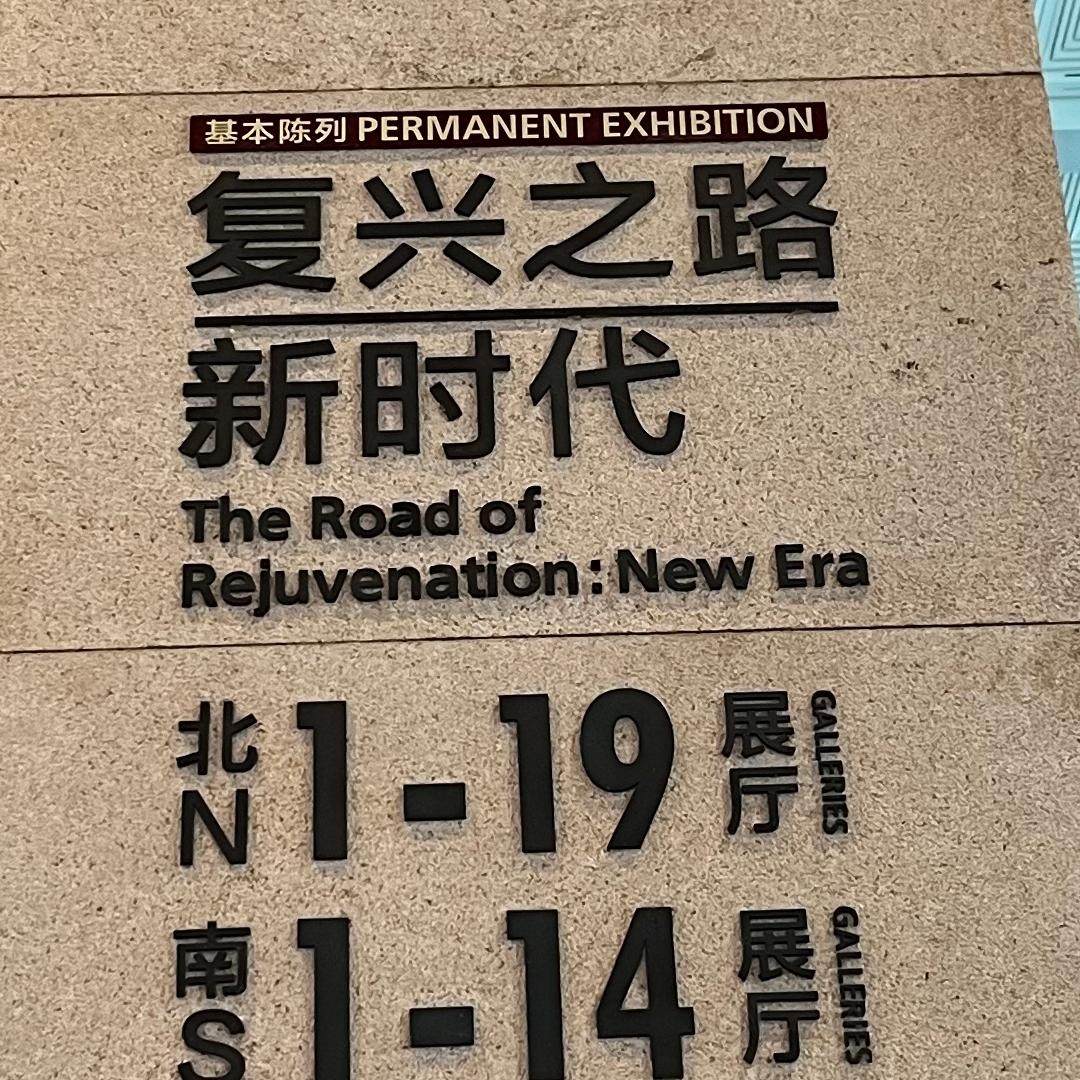 基本陈列 PERMANENT EXHIBITION
复兴之路
新时代
The Road of
Rejuvenation: New Era
北 N 1-19 展厅 GALLERIES
南 S 1-14 展厅 GALLERIES